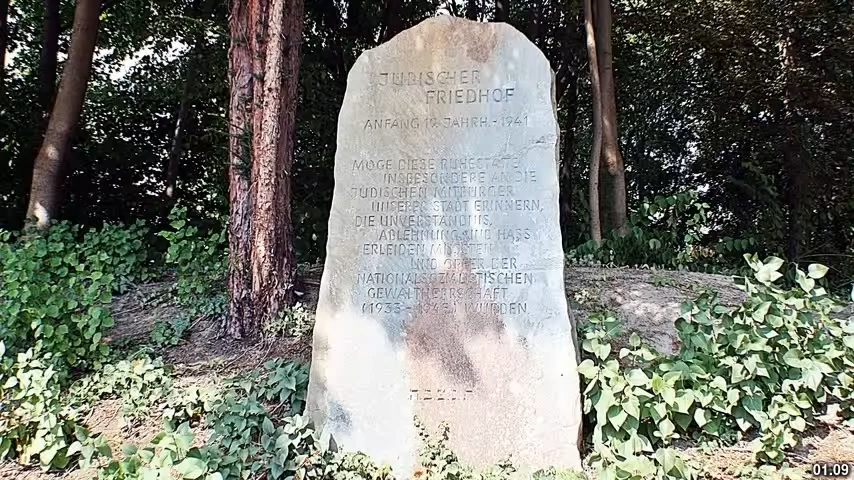 JÜDISCHER
FRIEDHOF
ANFANG 19. JAHRH. - 1941
MÖGE DIESE RUHESTÄTTE
INSBESONDERE AN DIE
JÜDISCHEN MITBÜRGER
UNSERER STADT ERINNERN,
DIE UNVERSTÄNDNIS,
ABLEHNUNG UND HASS
ERLEIDEN MUSSTEN
UND OPFER DER
NATIONALSOZIALISTISCHEN
GEWALTHERRSCHAFT
(1933 - 1945) WURDEN.
01.09